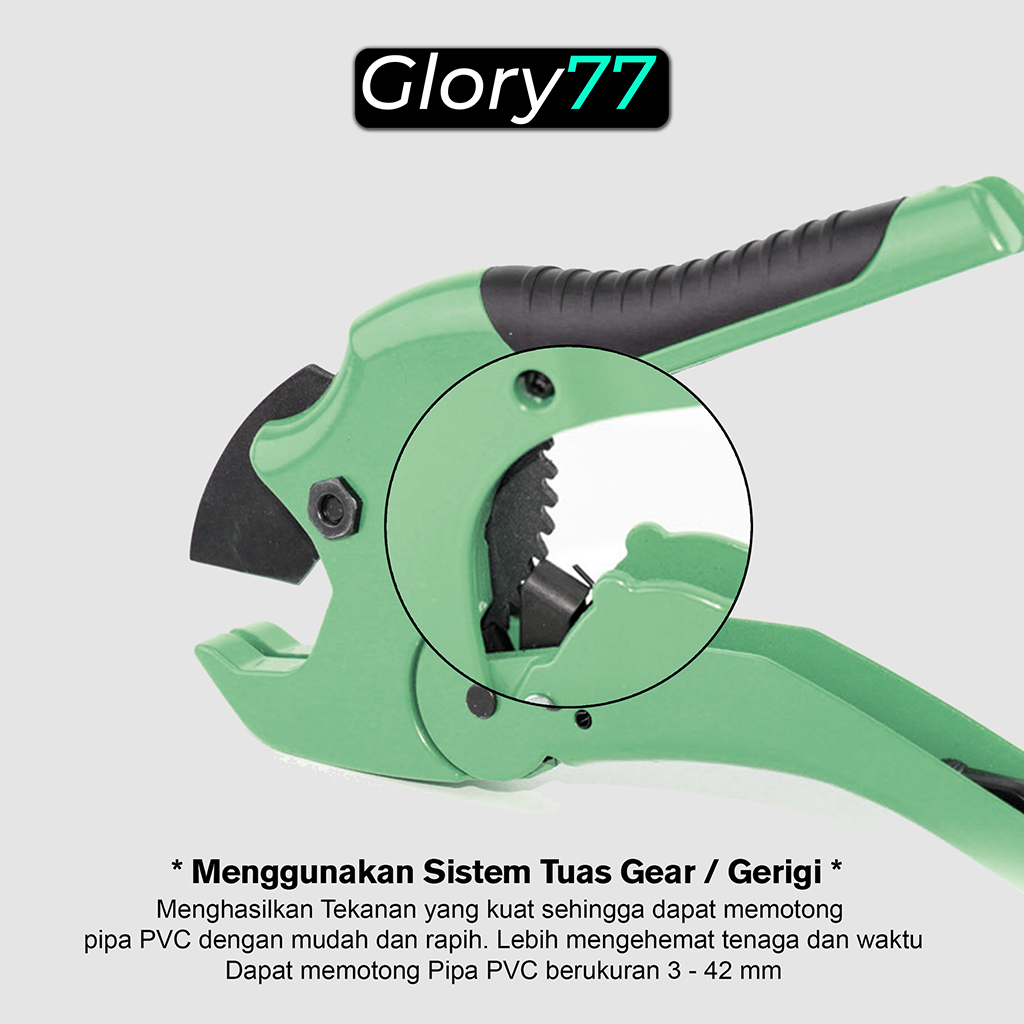 Glory77
* Menggunakan Sistem Tuas Gear / Gerigi *
Menghasilkan Tekanan yang kuat sehingga dapat memotong
pipa PVC dengan mudah dan rapih. Lebih mengehemat tenaga dan waktu
Dapat memotong Pipa PVC berukuran 3 - 42 mm